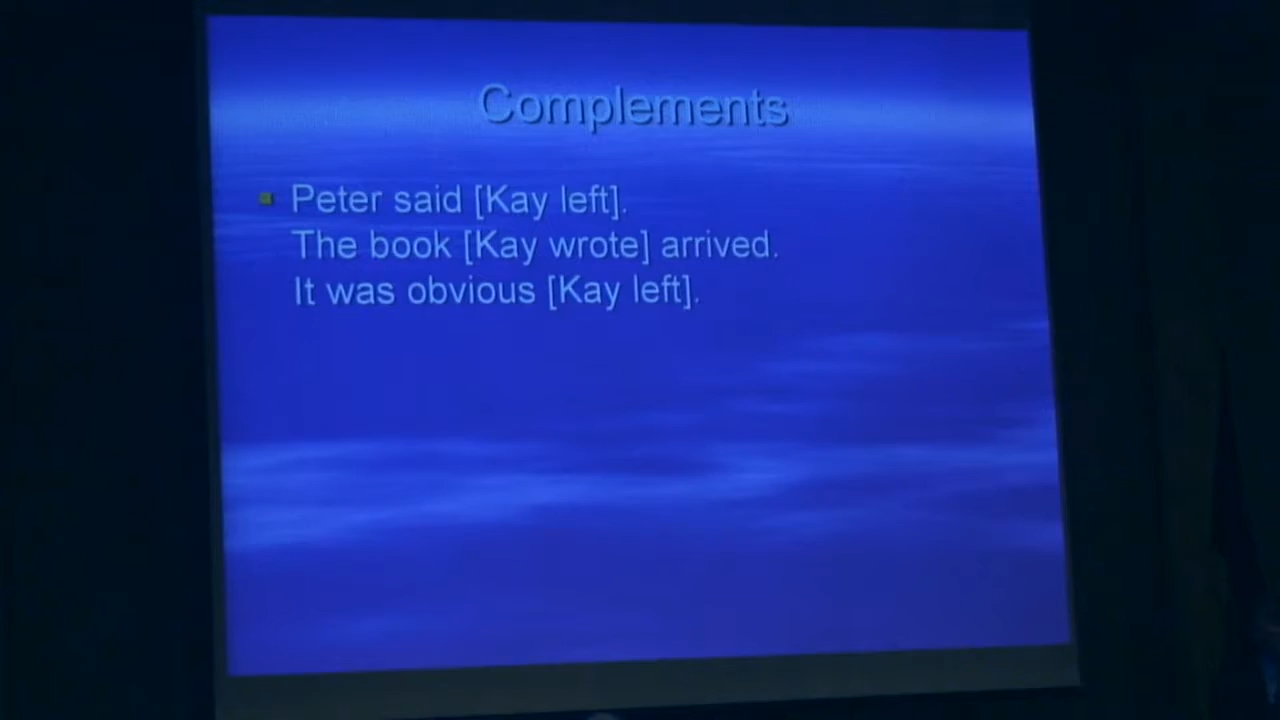 Complements
Peter said [Kay left].
The book [Kay wrote] arrived.
It was obvious [Kay left].